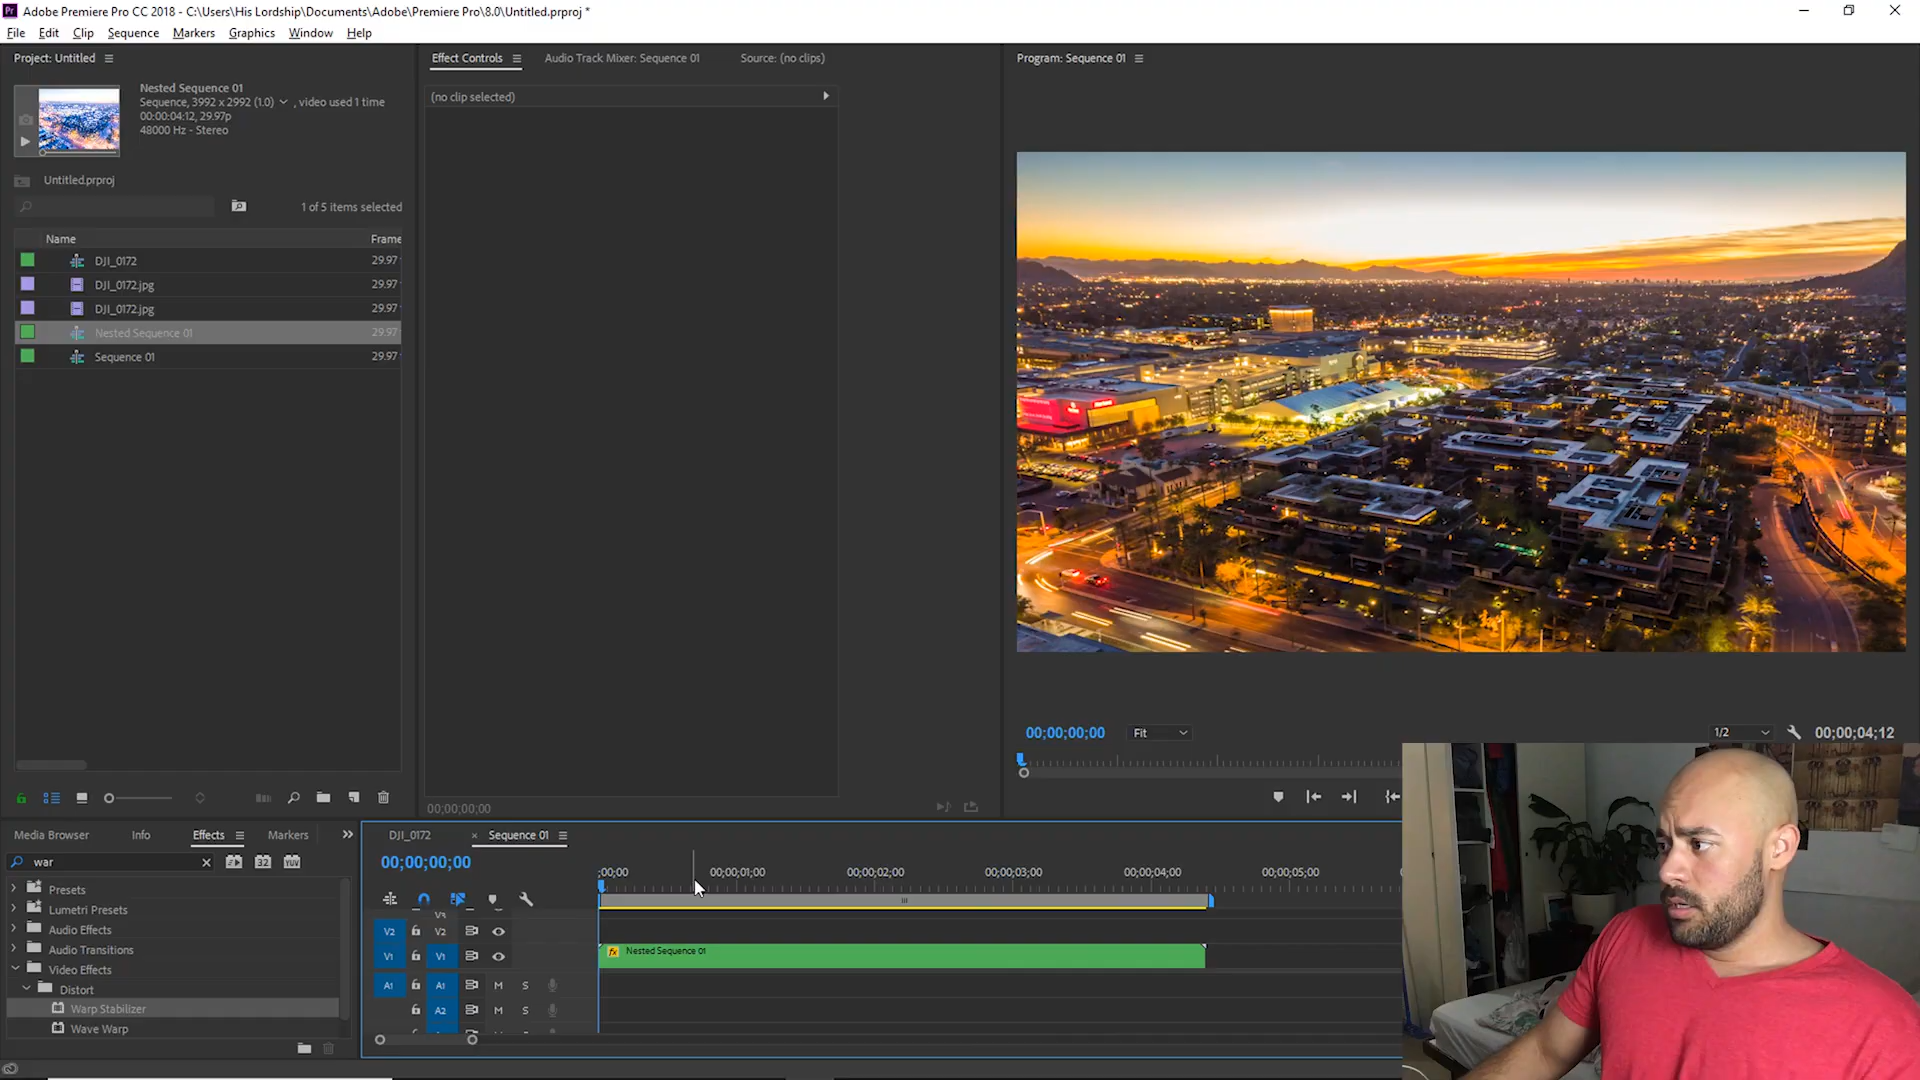 Pr Adobe Premiere Pro CC 2018 - C:\Users\His Lordship\Documents\Adobe\Premiere Pro\8.0\Untitled.prproj *
File Edit Clip Sequence Markers Graphics Window Help
Project: Untitled
Effect Controls Audio Track Mixer: Sequence 01 Source: (no clips)
Program: Sequence 01
Nested Sequence 01
Sequence, 3992 x 2992 (1.0) , video used 1 time
00:00:04:12, 29.97p
48000 Hz - Stereo
(no clip selected)
Untitled.prproj
1 of 5 items selected
Name Frame
DJI_0172 29.97
DJI_0172.jpg 29.97
DJI_0172.jpg 29.97
Nested Sequence 01 29.97
Sequence 01 29.97
00;00;00;00 Fit 1/2 00;00;04;12
00;00;00;00
Media Browser Info Effects Markers
war 32 YUV
Presets
Lumetri Presets
Audio Effects
Audio Transitions
Video Effects
Distort
Warp Stabilizer
Wave Warp
DJI_0172 × Sequence 01
00;00;00;00
;00;00 00;00;01;00 00;00;02;00 00;00;03;00 00;00;04;00 00;00;05;00
V3
V2 V2
V1 V1 fx Nested Sequence 01
A1 A1 M S
A2 M S